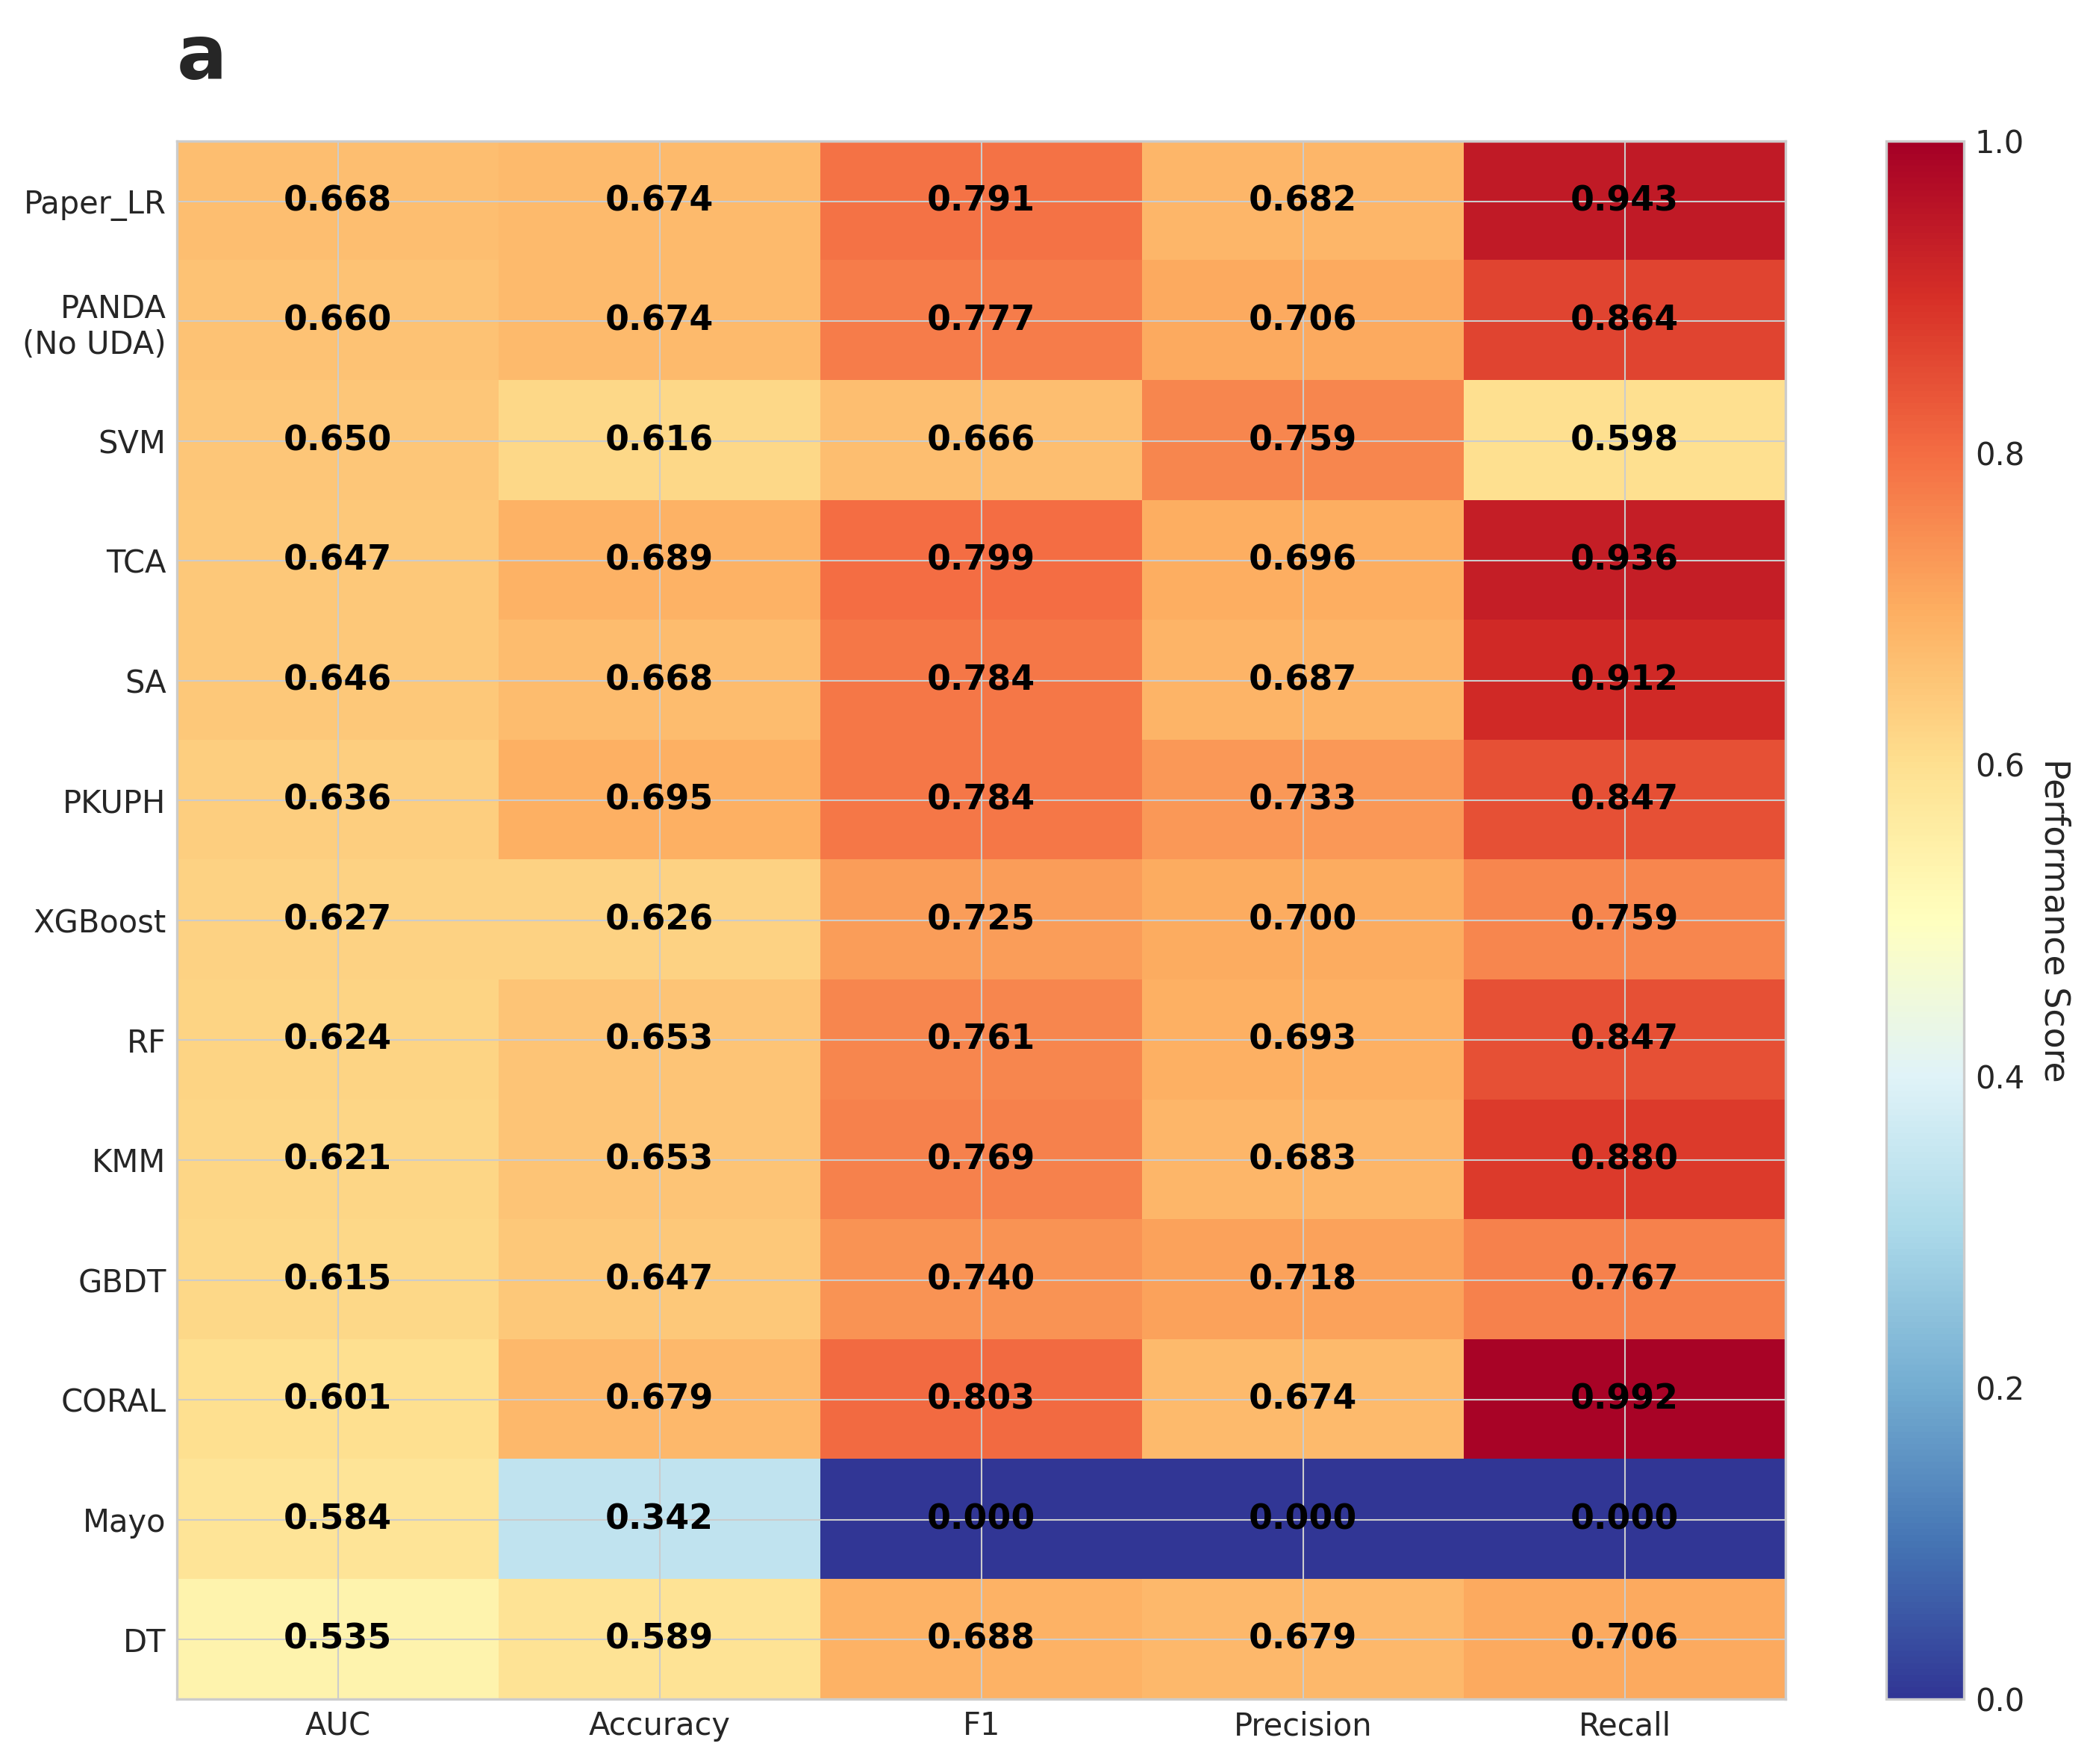 a
Paper_LR 0.668 0.674 0.791 0.682 0.943
PANDA
(No UDA) 0.660 0.674 0.777 0.706 0.864
SVM 0.650 0.616 0.666 0.759 0.598
TCA 0.647 0.689 0.799 0.696 0.936
SA 0.646 0.668 0.784 0.687 0.912
PKUPH 0.636 0.695 0.784 0.733 0.847
XGBoost 0.627 0.626 0.725 0.700 0.759
RF 0.624 0.653 0.761 0.693 0.847
KMM 0.621 0.653 0.769 0.683 0.880
GBDT 0.615 0.647 0.740 0.718 0.767
CORAL 0.601 0.679 0.803 0.674 0.992
Mayo 0.584 0.342 0.000 0.000 0.000
DT 0.535 0.589 0.688 0.679 0.706
AUC Accuracy F1 Precision Recall
1.0
0.8
0.6
0.4
0.2
0.0
Performance Score